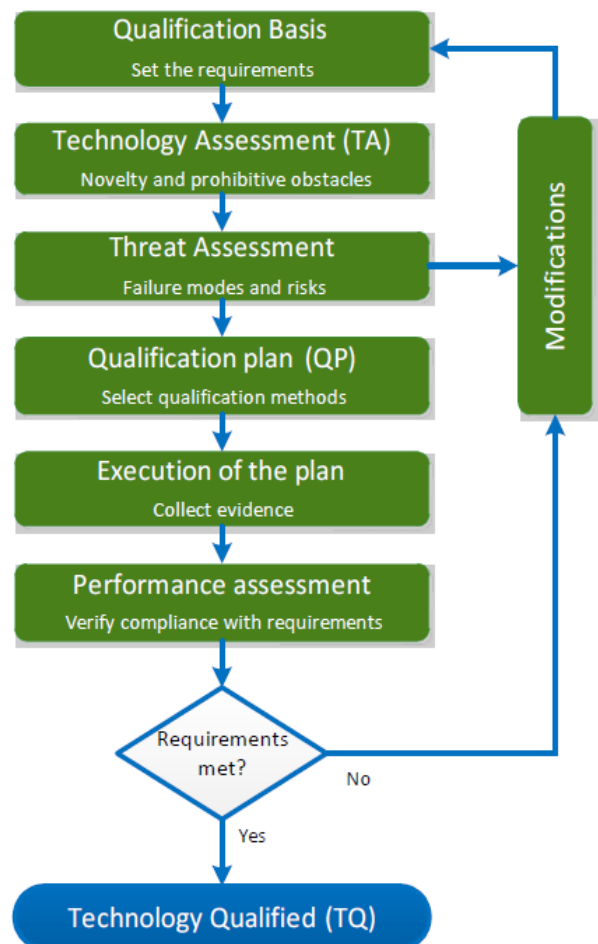 Qualification Basis
Set the requirements
Technology Assessment (TA)
Novelty and prohibitive obstacles
Threat Assessment
Failure modes and risks
Modifications
Qualification plan (QP)
Select qualification methods
Execution of the plan
Collect evidence
Performance assessment
Verify compliance with requirements
Requirements
met?
No
Yes
Technology Qualified (TQ)